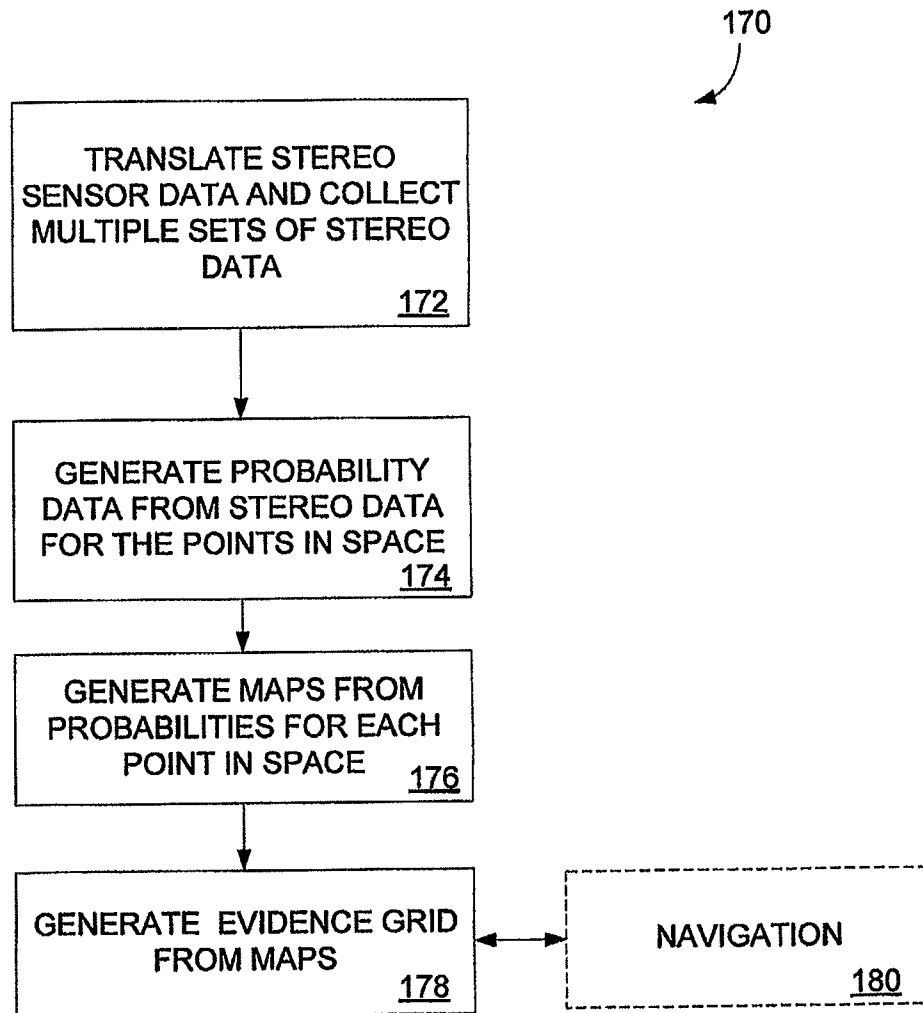 170
TRANSLATE STEREO
SENSOR DATA AND COLLECT
MULTIPLE SETS OF STEREO
DATA
172
GENERATE PROBABILITY
DATA FROM STEREO DATA
FOR THE POINTS IN SPACE
174
GENERATE MAPS FROM
PROBABILITIES FOR EACH
POINT IN SPACE
176
GENERATE EVIDENCE GRID
FROM MAPS
178
NAVIGATION
180